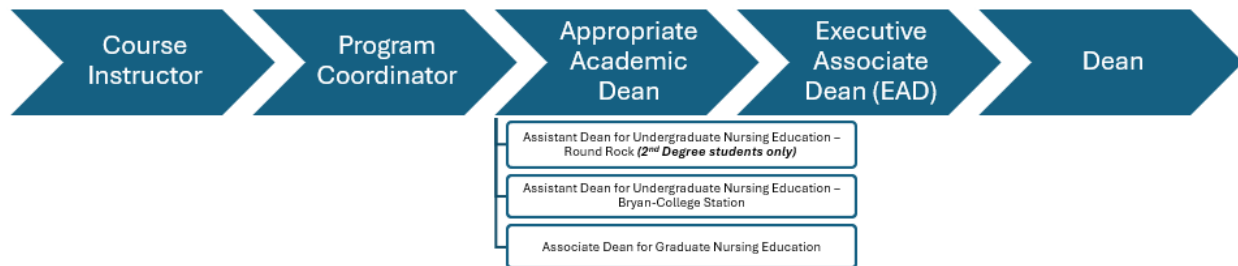 Course
Instructor
Program
Coordinator
Appropriate
Academic
Dean
Executive
Associate
Dean (EAD)
Dean
Assistant Dean for Undergraduate Nursing Education –
Round Rock (2nd Degree students only)
Assistant Dean for Undergraduate Nursing Education –
Bryan-College Station
Associate Dean for Graduate Nursing Education